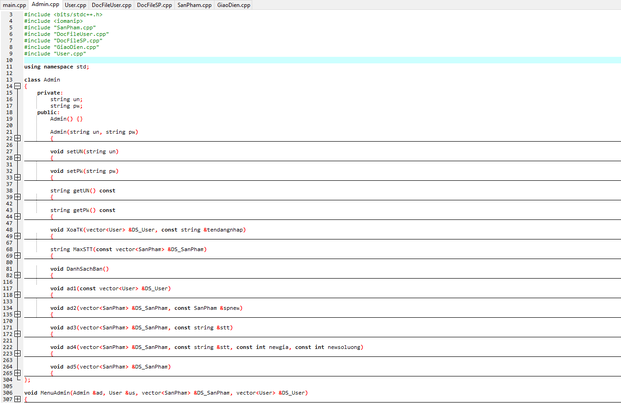 main.cpp Admin.cpp User.cpp DocFileUser.cpp DocFileSP.cpp SanPham.cpp GiaoDien.cpp
3 #include <bits/stdc++.h>
4 #include <iomanip>
5 #include "SanPham.cpp"
6 #include "DocFileUser.cpp"
7 #include "DocFileSP.cpp"
8 #include "GiaoDien.cpp"
9 #include "User.cpp"
10
11 using namespace std;
12
13 class Admin
14 {
15 private:
16 string un;
17 string pw;
18 public:
19 Admin() {}
20
21 Admin(string un, string pw)
22 {
26
27 void setUN(string un)
28 {
31
32 void setPW(string pw)
33 {
37
38 string getUN() const
39 {
42
43 string getPW() const
44 {
47
48 void XoaTK(vector<User> &DS_User, const string &tendangnhap)
49 {
67
68 string MaxSTT(const vector<SanPham> &DS_SanPham)
69 {
80
81 void DanhSachBan()
82 {
116
117 void ad1(const vector<User> &DS_User)
118 {
133
134 void ad2(vector<SanPham> &DS_SanPham, const SanPham &spnew)
135 {
170
171 void ad3(vector<SanPham> &DS_SanPham, const string &stt)
172 {
221
222 void ad4(vector<SanPham> &DS_SanPham, const string &stt, const int newgia, const int newsoluong)
223 {
263
264 void ad5(vector<SanPham> &DS_SanPham)
265 {
304 };
305
306 void MenuAdmin(Admin &ad, User &us, vector<SanPham> &DS_SanPham, vector<User> &DS_User)
307 {